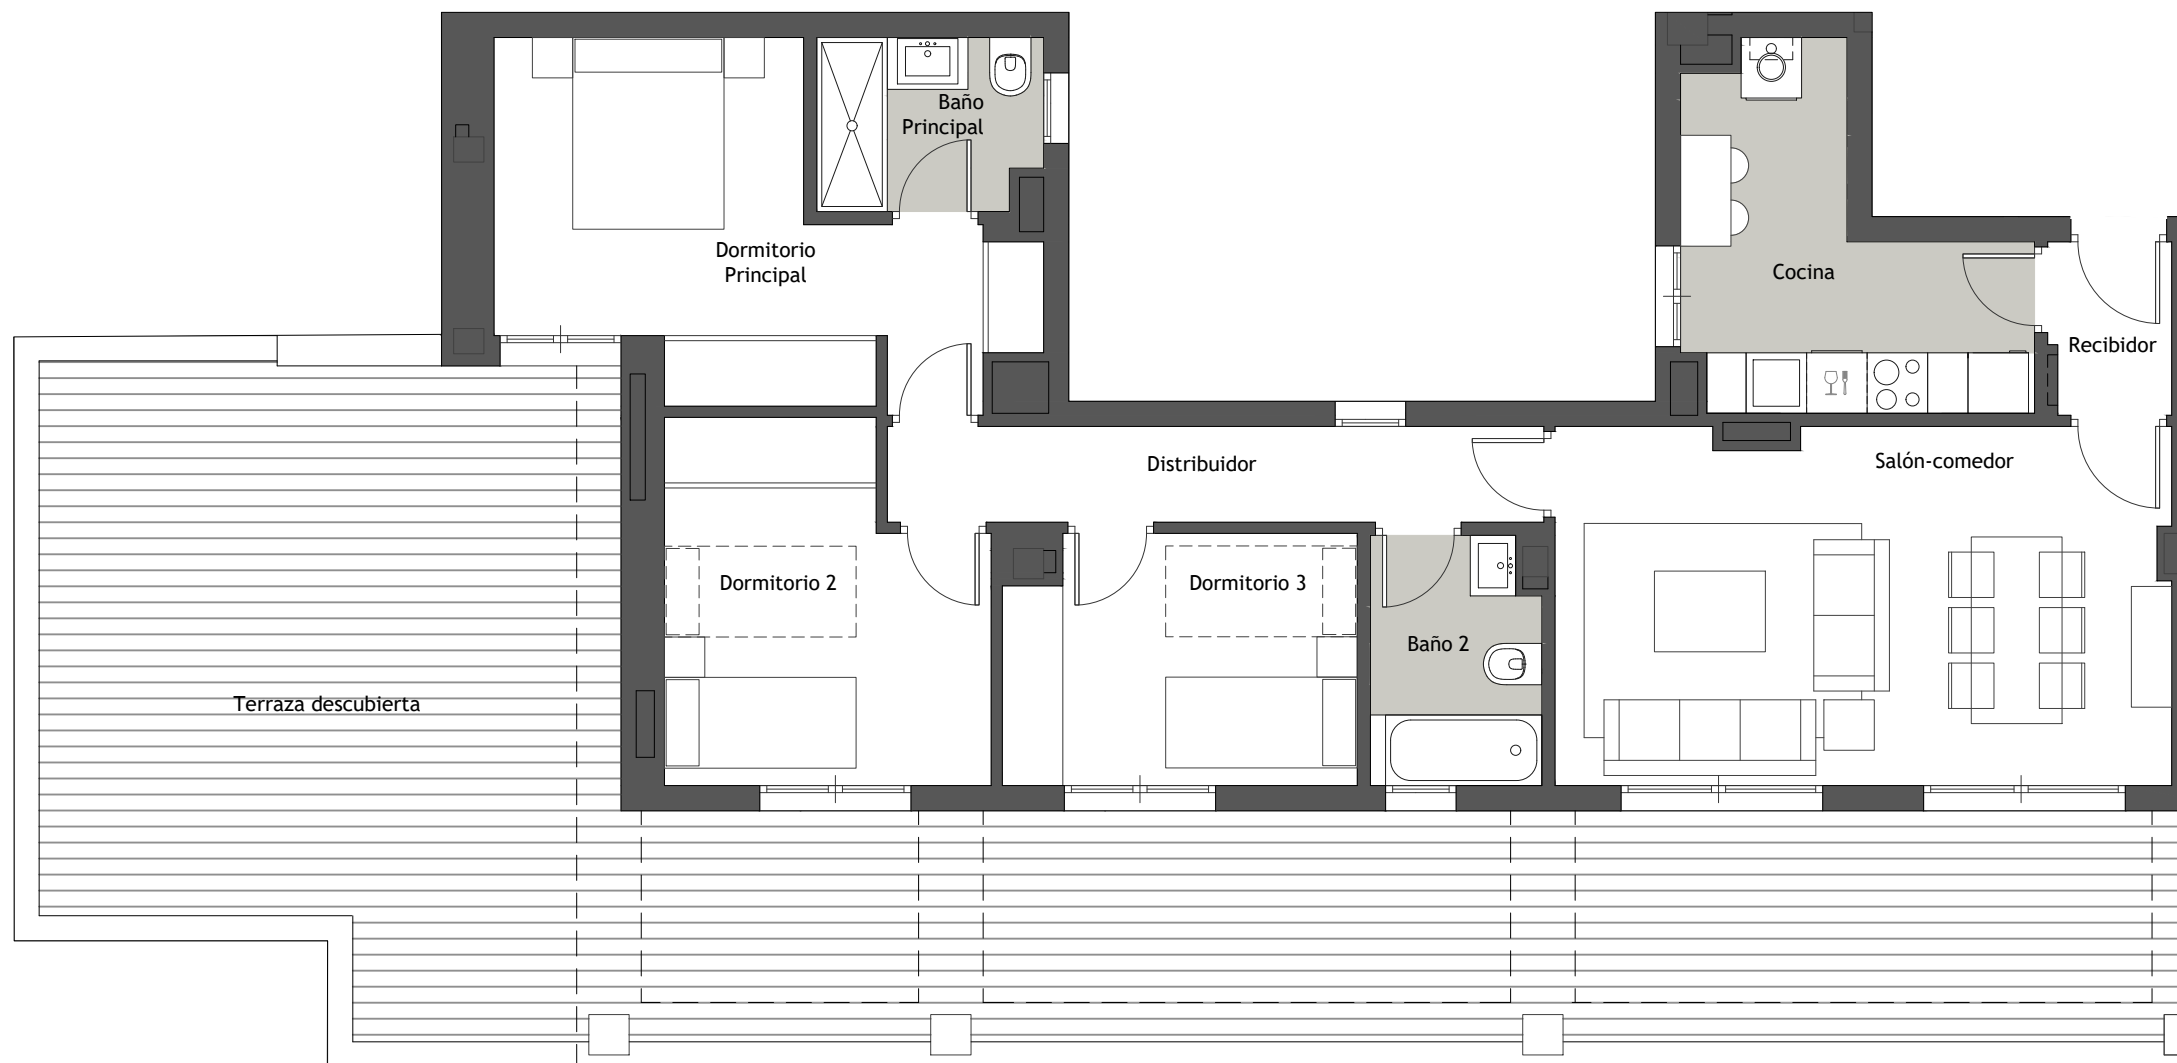 Baño
Principal
Dormitorio
Principal
Cocina
Recibidor
Distribuidor
Salón-comedor
Dormitorio 2
Dormitorio 3
Baño 2
Terraza descubierta